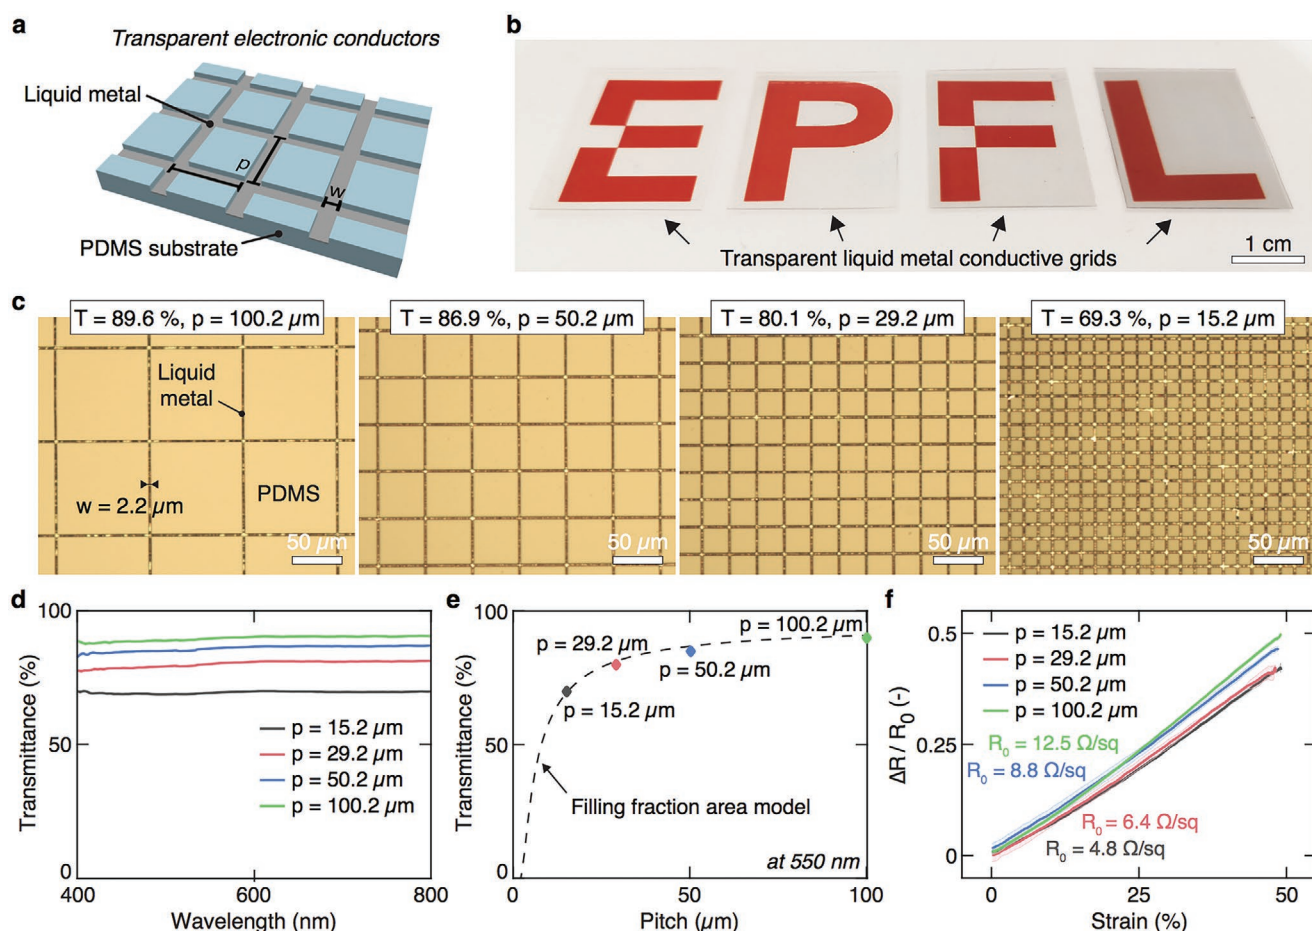 a
Transparent electronic conductors
Liquid metal
p
w
PDMS substrate
b
E P F L
Transparent liquid metal conductive grids
1 cm
c
T = 89.6 %, p = 100.2 µm
Liquid
metal
w = 2.2 µm
PDMS
50 µm
T = 86.9 %, p = 50.2 µm
50 µm
T = 80.1 %, p = 29.2 µm
50 µm
T = 69.3 %, p = 15.2 µm
50 µm
d
100
50
0
Transmittance (%)
p = 15.2 µm
p = 29.2 µm
p = 50.2 µm
p = 100.2 µm
400
600
800
Wavelength (nm)
e
100
50
0
Transmittance (%)
p = 100.2 µm
p = 29.2 µm
p = 50.2 µm
p = 15.2 µm
Filling fraction area model
at 550 nm
0
50
100
Pitch (µm)
f
0.5
0.25
0
ΔR / R₀ (-)
p = 15.2 µm
p = 29.2 µm
p = 50.2 µm
p = 100.2 µm
R₀ = 12.5 Ω/sq
R₀ = 8.8 Ω/sq
R₀ = 6.4 Ω/sq
R₀ = 4.8 Ω/sq
0
25
50
Strain (%)